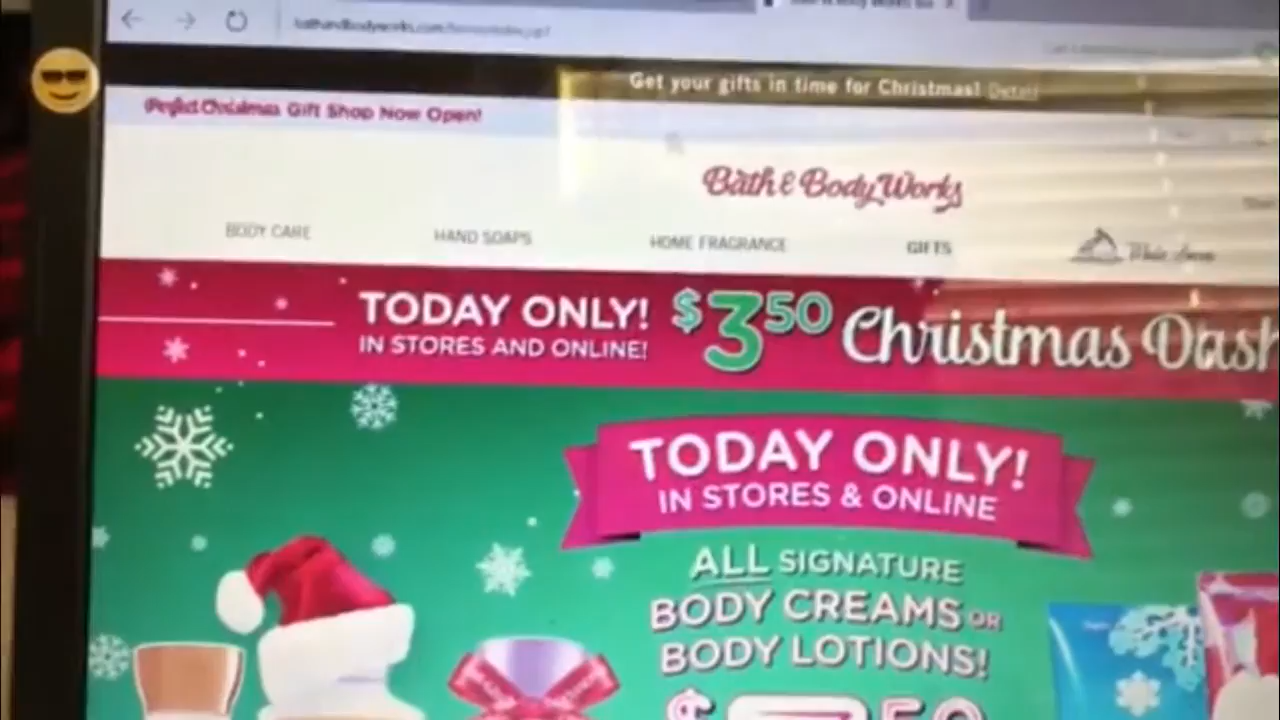 Get your gifts in time for Christmas! Details
Perfect Christmas Gift Shop Now Open!
Bath & Body Works
BODY CARE HAND SOAPS HOME FRAGRANCE GIFTS
TODAY ONLY! $3.50 Christmas Dash
IN STORES AND ONLINE!
TODAY ONLY!
IN STORES & ONLINE
ALL SIGNATURE
BODY CREAMS OR
BODY LOTIONS!